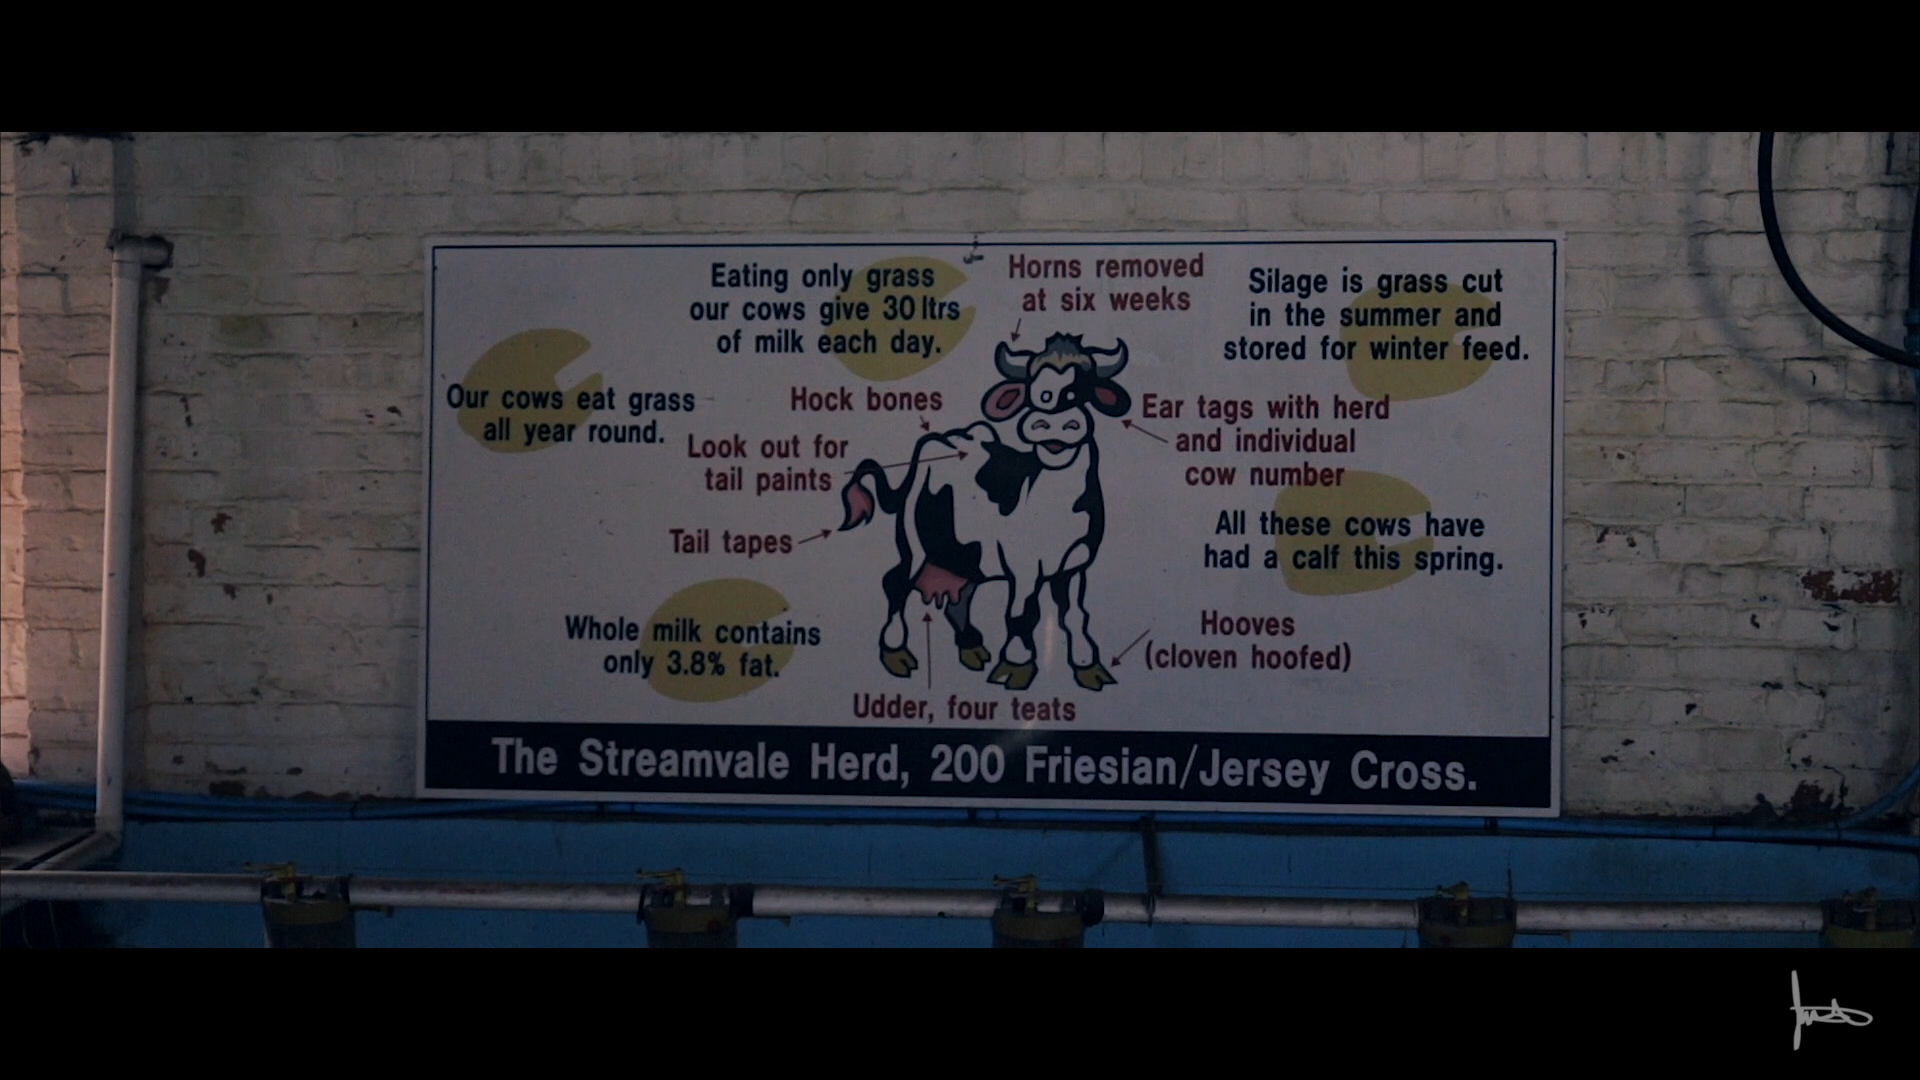 Eating only grass
our cows give 30 ltrs
of milk each day.
Horns removed
at six weeks
Silage is grass cut
in the summer and
stored for winter feed.
Our cows eat grass
all year round.
Hock bones
Look out for
tail paints
Ear tags with herd
and individual
cow number
Tail tapes
All these cows have
had a calf this spring.
Whole milk contains
only 3.8% fat.
Hooves
(cloven hoofed)
Udder, four teats
The Streamvale Herd, 200 Friesian/Jersey Cross.